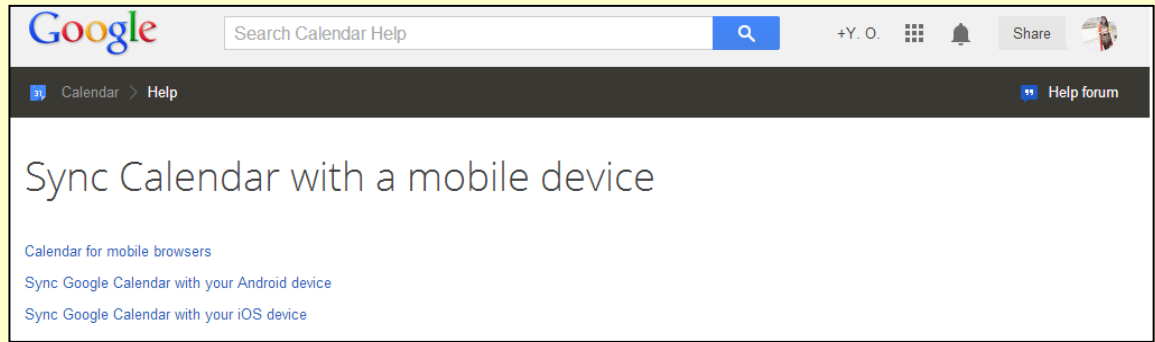 Google Search Calendar Help +Y. O. Share
31 Calendar > Help Help forum
Sync Calendar with a mobile device
Calendar for mobile browsers
Sync Google Calendar with your Android device
Sync Google Calendar with your iOS device